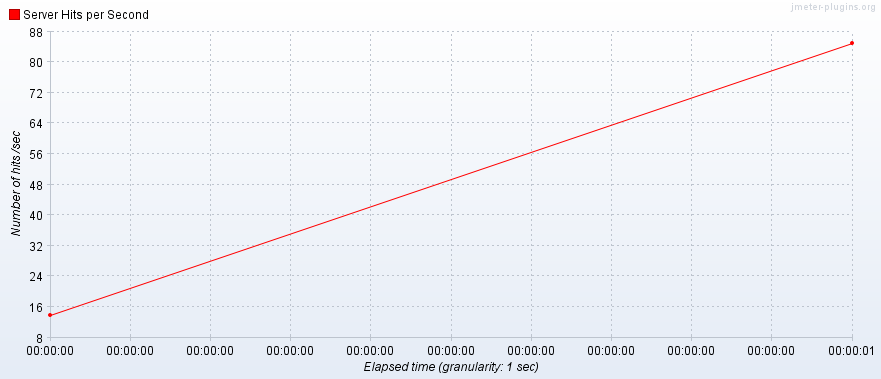 jmeter-plugins.org
Server Hits per Second
88
80
72
64
56
48
40
32
24
16
8
Number of hits /sec
00:00:00 00:00:00 00:00:00 00:00:00 00:00:00 00:00:00 00:00:00 00:00:00 00:00:00 00:00:00 00:00:01
Elapsed time (granularity: 1 sec)